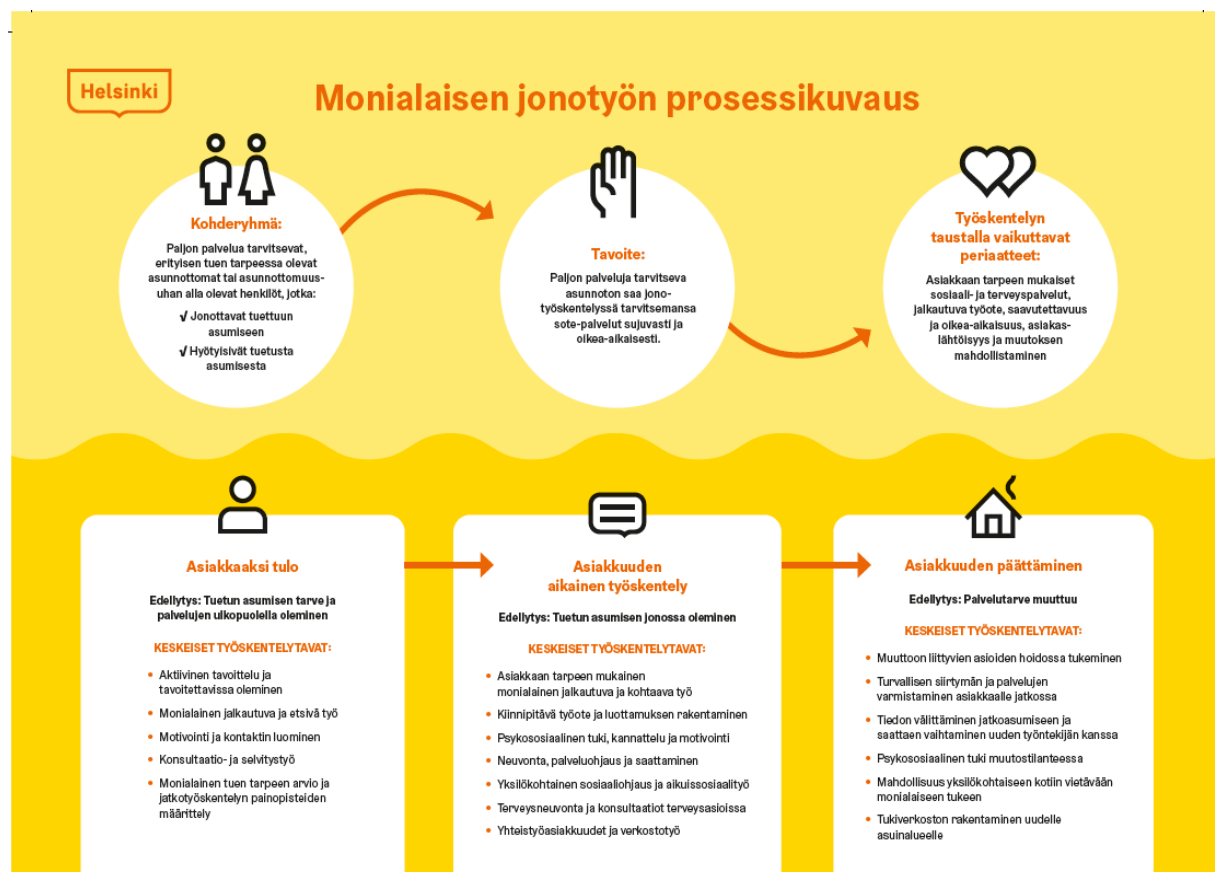 Helsinki
Monialaisen jonotyön prosessikuvaus
Kohderyhmä:
Paljon palvelua tarvitsevat,
erityisen tuen tarpeessa olevat
asunnottomat tai asunnottomuus-
uhan alla olevat henkilöt, jotka:
√ Jonottavat tuettuun
asumiseen
√ Hyötyisivät tuetusta
asumisesta
Tavoite:
Paljon palveluja tarvitseva
asunnoton saa jono-
työskentelyssä tarvitsemansa
sote-palvelut sujuvasti ja
oikea-aikaisesti.
Työskentelyn
taustalla vaikuttavat
periaatteet:
Asiakkaan tarpeen mukaiset
sosiaali- ja terveyspalvelut,
jalkautuva työote, saavutettavuus
ja oikea-aikaisuus, asiakas-
lähtöisyys ja muutoksen
mahdollistaminen
Asiakkaaksi tulo
Edellytys: Tuetun asumisen tarve ja
palvelujen ulkopuolella oleminen
KESKEISET TYÖSKENTELYTAVAT:
• Aktiivinen tavoittelu ja
tavoitettavissa oleminen
• Monialainen jalkautuva ja etsivä työ
• Motivointi ja kontaktin luominen
• Konsultaatio- ja selvitystyö
• Monialainen tuen tarpeen arvio ja
jatkotyöskentelyn painopisteiden
määrittely
Asiakkuuden
aikainen työskentely
Edellytys: Tuetun asumisen jonossa oleminen
KESKEISET TYÖSKENTELYTAVAT:
• Asiakkaan tarpeen mukainen
monialainen jalkautuva ja kohtaava työ
• Kiinnipitävä työote ja luottamuksen rakentaminen
• Psykososiaalinen tuki, kannattelu ja motivointi
• Neuvonta, palveluohjaus ja saattaminen
• Yksilökohtainen sosiaaliohjaus ja aikuissosiaalityö
• Terveysneuvonta ja konsultaatiot terveysasioissa
• Yhteistyöasiakkuudet ja verkostotyö
Asiakkuuden päättäminen
Edellytys: Palvelutarve muuttuu
KESKEISET TYÖSKENTELYTAVAT:
• Muuttoon liittyvien asioiden hoidossa tukeminen
• Turvallisen siirtymän ja palvelujen
varmistaminen asiakkaalle jatkossa
• Tiedon välittäminen jatkoasumiseen ja
saattaen vaihtaminen uuden työntekijän kanssa
• Psykososiaalinen tuki muutostilanteessa
• Mahdollisuus yksilökohtaiseen kotiin vietävään
monialaiseen tukeen
• Tukiverkoston rakentaminen uudelle
asuinalueelle